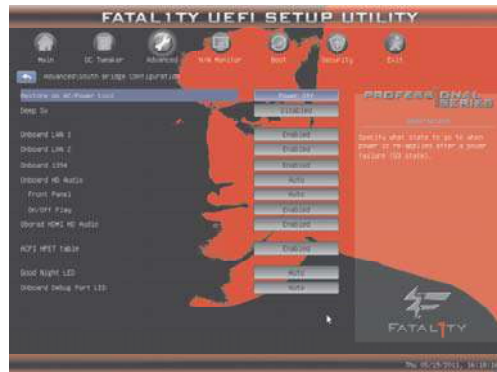 FATAL1TY UEFI SETUP UTILITY
Main OC Tweaker Advanced H/W Monitor Boot Security Exit
Advanced\South Bridge Configuration
PROFESSIONAL
SERIES
Restore on AC/Power Loss Power Off
Deep Sx Disabled
Description
Specify what state to go to when
power is re-applied after a power
failure (G3 state).
Onboard LAN 1 Enabled
Onboard LAN 2 Enabled
Onboard 1394 Enabled
Onboard HD Audio Auto
Front Panel Auto
On/Off Play Enabled
Oboard HDMI HD Audio Enabled
ACPI HPET Table Enabled
Good Night LED Auto
Onboard Debug Port LED Auto
FATAL1TY